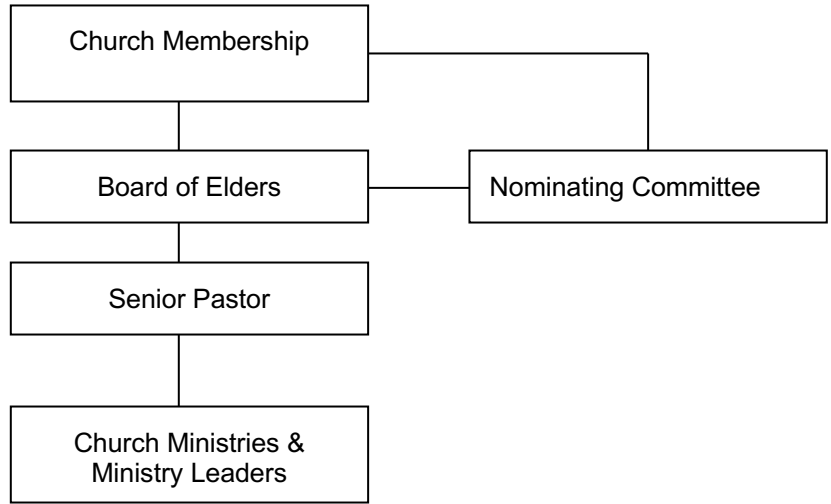 Church Membership
Board of Elders
Nominating Committee
Senior Pastor
Church Ministries &
Ministry Leaders